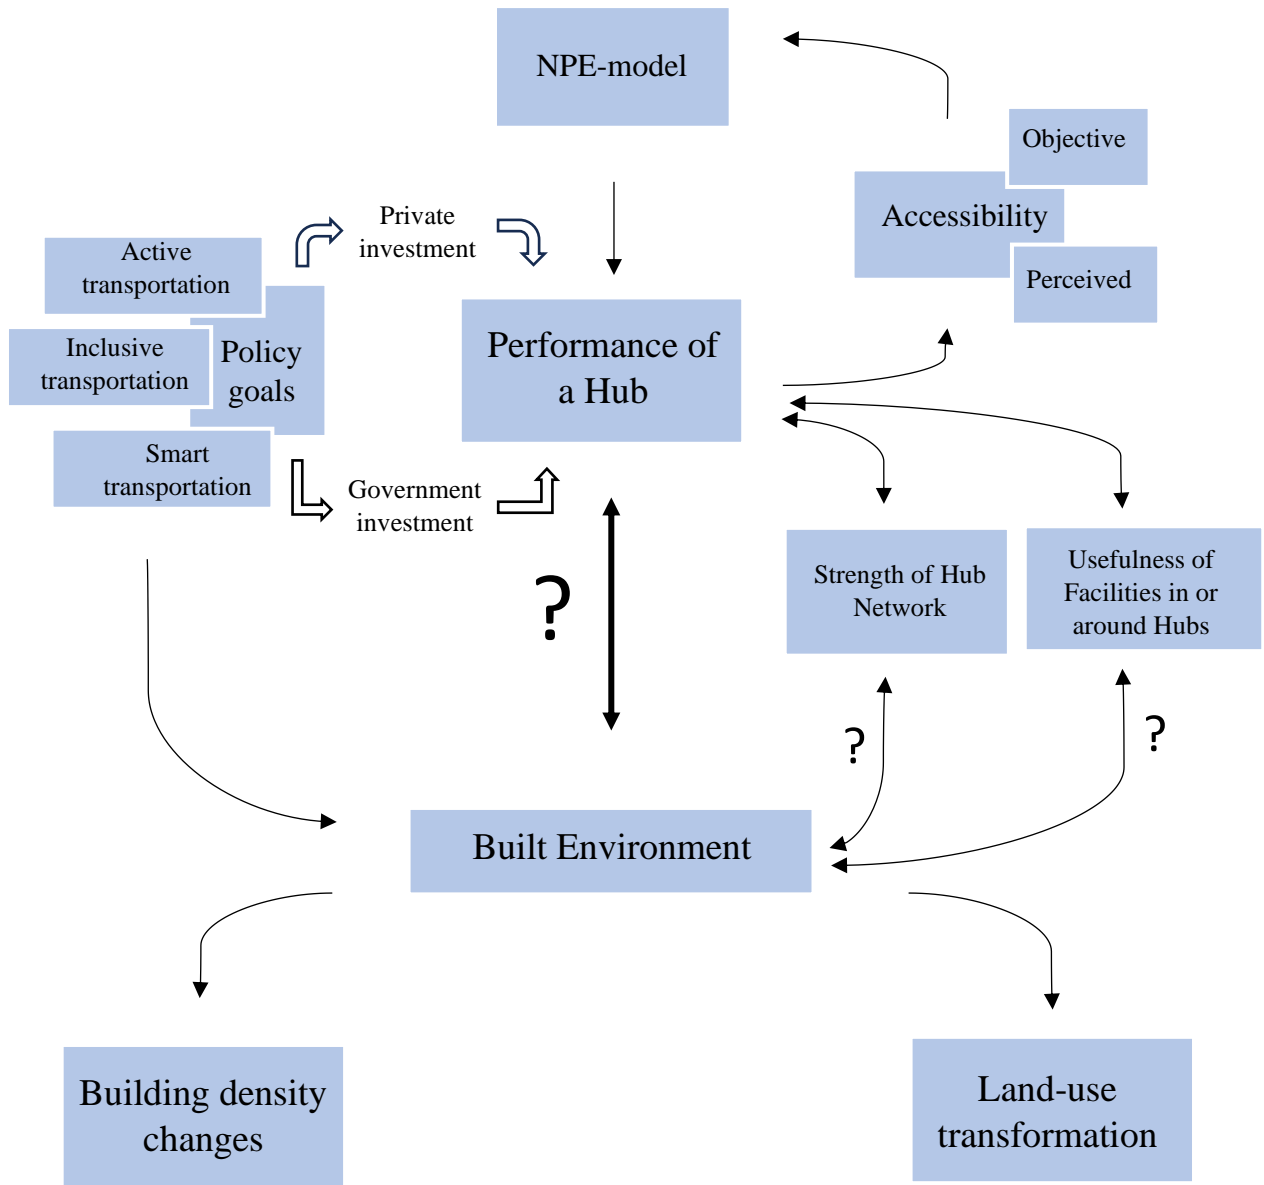 NPE-model
Objective
Accessibility
Perceived
Private
investment
Active
transportation
Inclusive
transportation
Policy
goals
Smart
transportation
Performance of
a Hub
Government
investment
?
Strength of Hub
Network
Usefulness of
Facilities in or
around Hubs
?
?
Built Environment
Building density
changes
Land-use
transformation